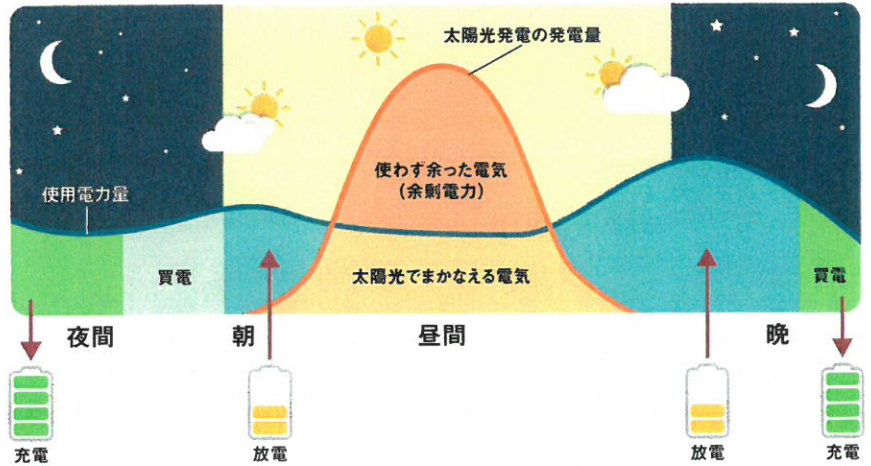 太陽光発電の発電量
使わず余った電気
（余剰電力）
使用電力量
買電
太陽光でまかなえる電気
買電
夜間
朝
昼間
晩
充電
放電
放電
充電